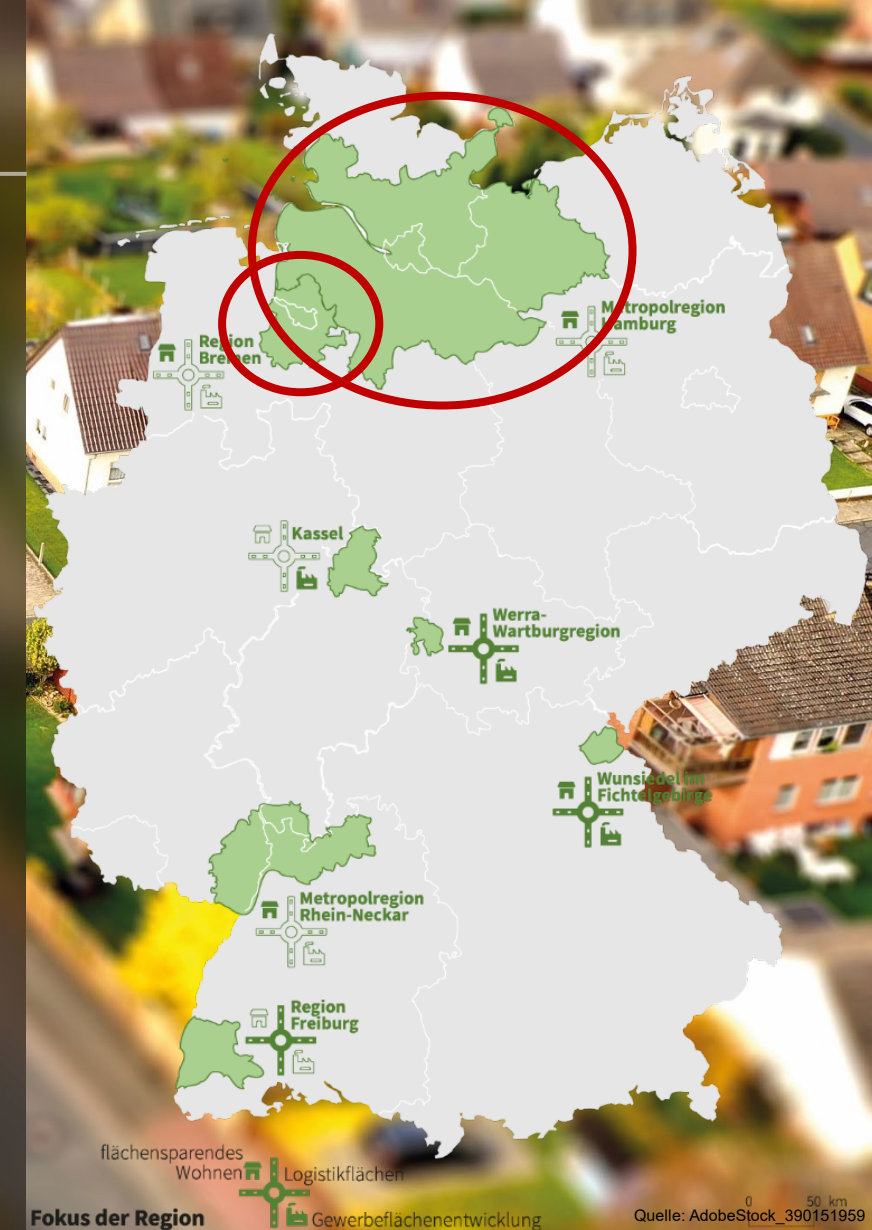 Metropolregion
Hamburg
Region
Bremen
Kassel
Werra-
Wartburgregion
Wunsiedel im
Fichtelgebirge
Metropolregion
Rhein-Neckar
Region
Freiburg
flächensparendes
Wohnen
Logistikflächen
Gewerbeflächenentwicklung
Fokus der Region
0 50 km
Quelle: AdobeStock_390151959